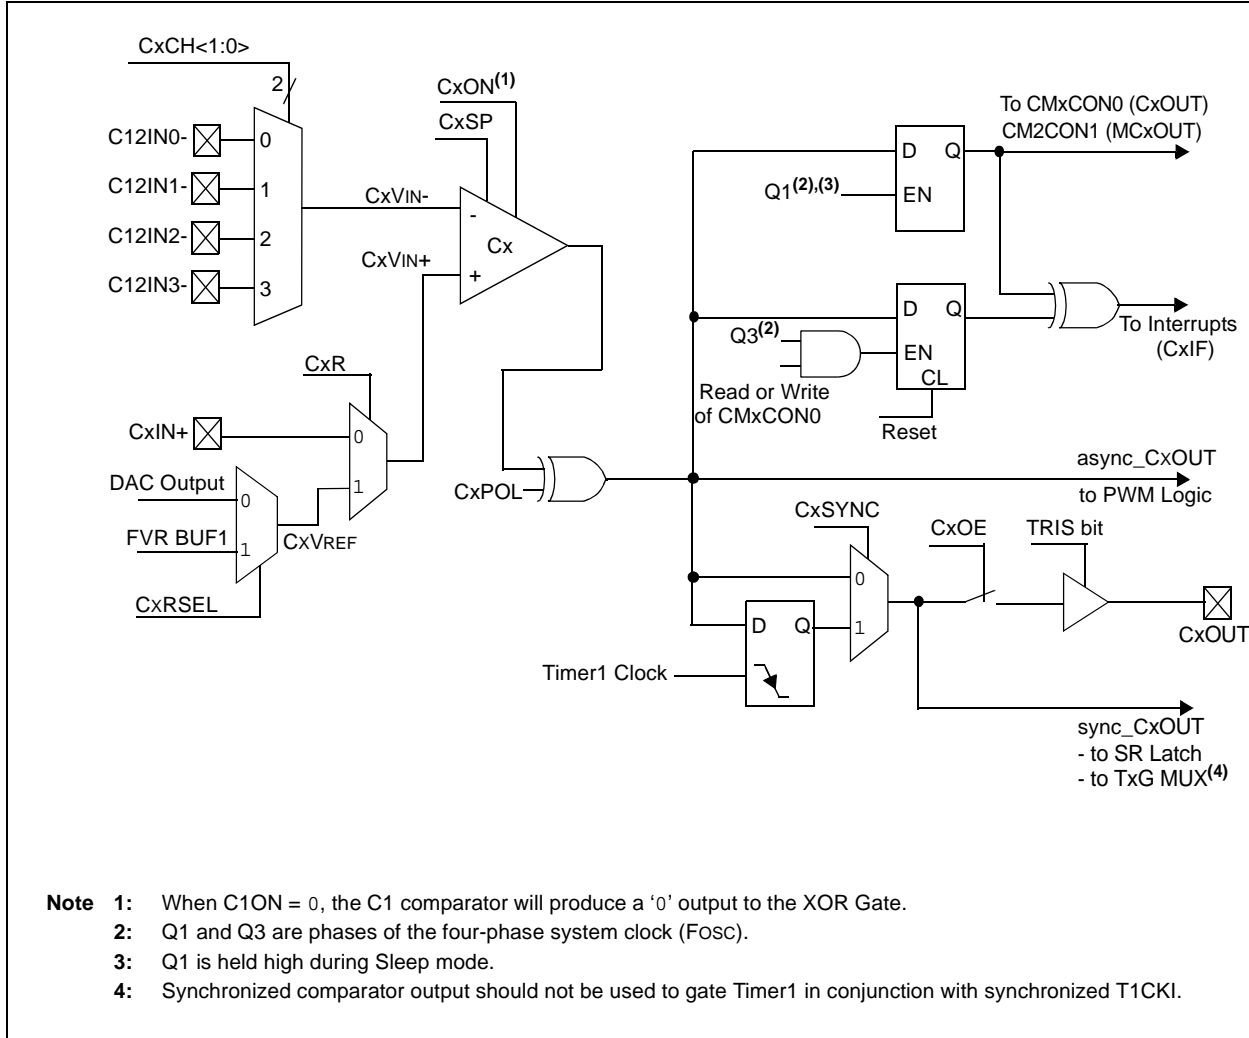 CxCH<1:0>
2
CxON(1)
CxSP
To CMxCON0 (CxOUT)
CM2CON1 (MCxOUT)
C12IN0-
0
C12IN1-
1
C12IN2-
2
C12IN3-
3
CxVIN-
CxVIN+
-
Cx
+
D Q
Q1(2),(3)
EN
D Q
Q3(2)
EN
CL
Read or Write
of CMxCON0
Reset
To Interrupts
(CxIF)
CxR
CxIN+
0
1
DAC Output
0
FVR BUF1
1
CxVREF
CxRSEL
CxPOL
async_CxOUT
to PWM Logic
CxSYNC
CxOE
TRIS bit
0
1
D Q
Timer1 Clock
CxOUT
sync_CxOUT
- to SR Latch
- to TxG MUX(4)
Note 1: When C1ON = 0, the C1 comparator will produce a ‘0’ output to the XOR Gate.
2: Q1 and Q3 are phases of the four-phase system clock (FOSC).
3: Q1 is held high during Sleep mode.
4: Synchronized comparator output should not be used to gate Timer1 in conjunction with synchronized T1CKI.